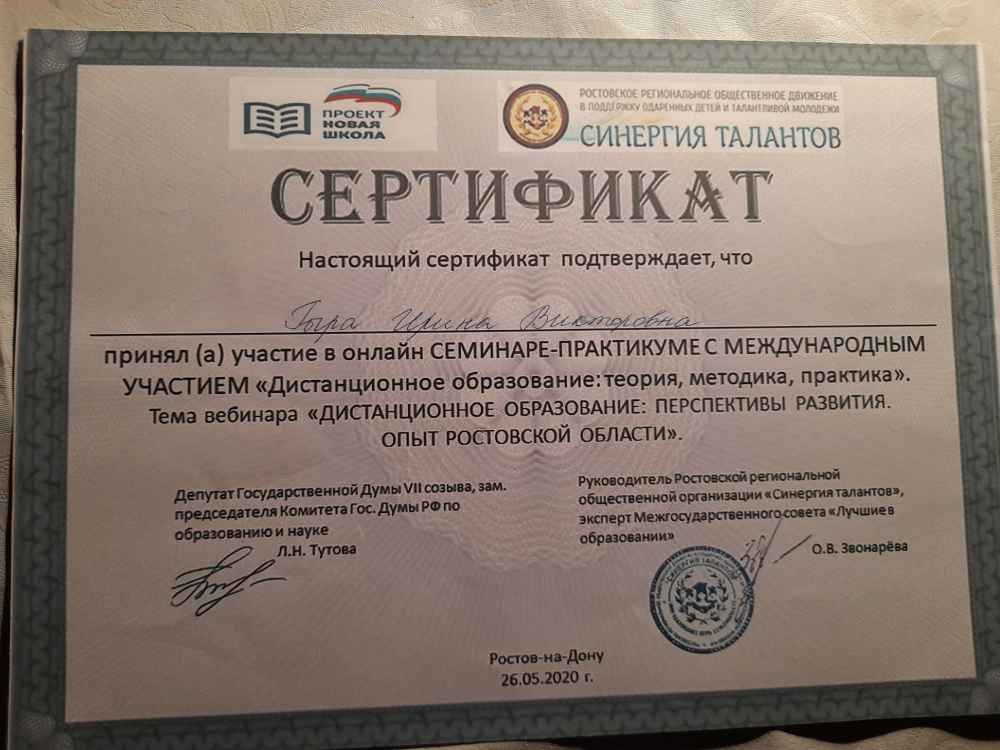 ПРОЕКТ
НОВАЯ
ШКОЛА
РОСТОВСКОЕ РЕГИОНАЛЬНОЕ ОБЩЕСТВЕННОЕ ДВИЖЕНИЕ
В ПОДДЕРЖКУ ОДАРЕННЫХ ДЕТЕЙ И ТАЛАНТЛИВОЙ МОЛОДЕЖИ
СИНЕРГИЯ ТАЛАНТОВ
СЕРТИФИКАТ
Настоящий сертификат подтверждает, что
Гыра Ирина Викторовна
принял (а) участие в онлайн СЕМИНАРЕ-ПРАКТИКУМЕ С МЕЖДУНАРОДНЫМ
УЧАСТИЕМ «Дистанционное образование: теория, методика, практика».
Тема вебинара «ДИСТАНЦИОННОЕ ОБРАЗОВАНИЕ: ПЕРСПЕКТИВЫ РАЗВИТИЯ.
ОПЫТ РОСТОВСКОЙ ОБЛАСТИ».
Депутат Государственной Думы VII созыва, зам.
председателя Комитета Гос. Думы РФ по
образованию и науке
Л.Н. Тутова
Руководитель Ростовской региональной
общественной организации «Синергия талантов»,
эксперт Межгосударственного совета «Лучшие в
образовании»
О.В. Звонарёва
СИНЕРГИЯ ТАЛАНТОВ
Ростов-на-Дону
26.05.2020 г.